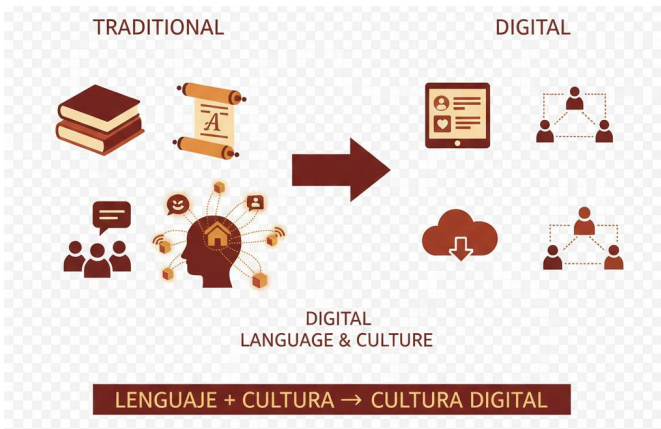 TRADITIONAL
DIGITAL
A
DIGITAL
LANGUAGE & CULTURE
LENGUAJE + CULTURA → CULTURA DIGITAL